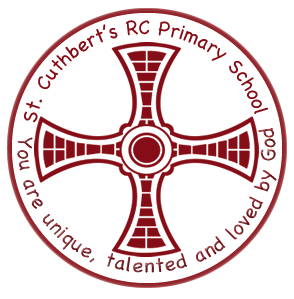 St. Cuthbert's RC Primary School
You are unique, talented and loved by God